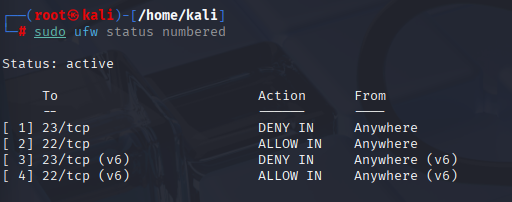 ┌──(root㉿kali)-[/home/kali]
└─# sudo ufw status numbered
Status: active
To Action From
-- ------ ----
[ 1] 23/tcp DENY IN Anywhere
[ 2] 22/tcp ALLOW IN Anywhere
[ 3] 23/tcp (v6) DENY IN Anywhere (v6)
[ 4] 22/tcp (v6) ALLOW IN Anywhere (v6)